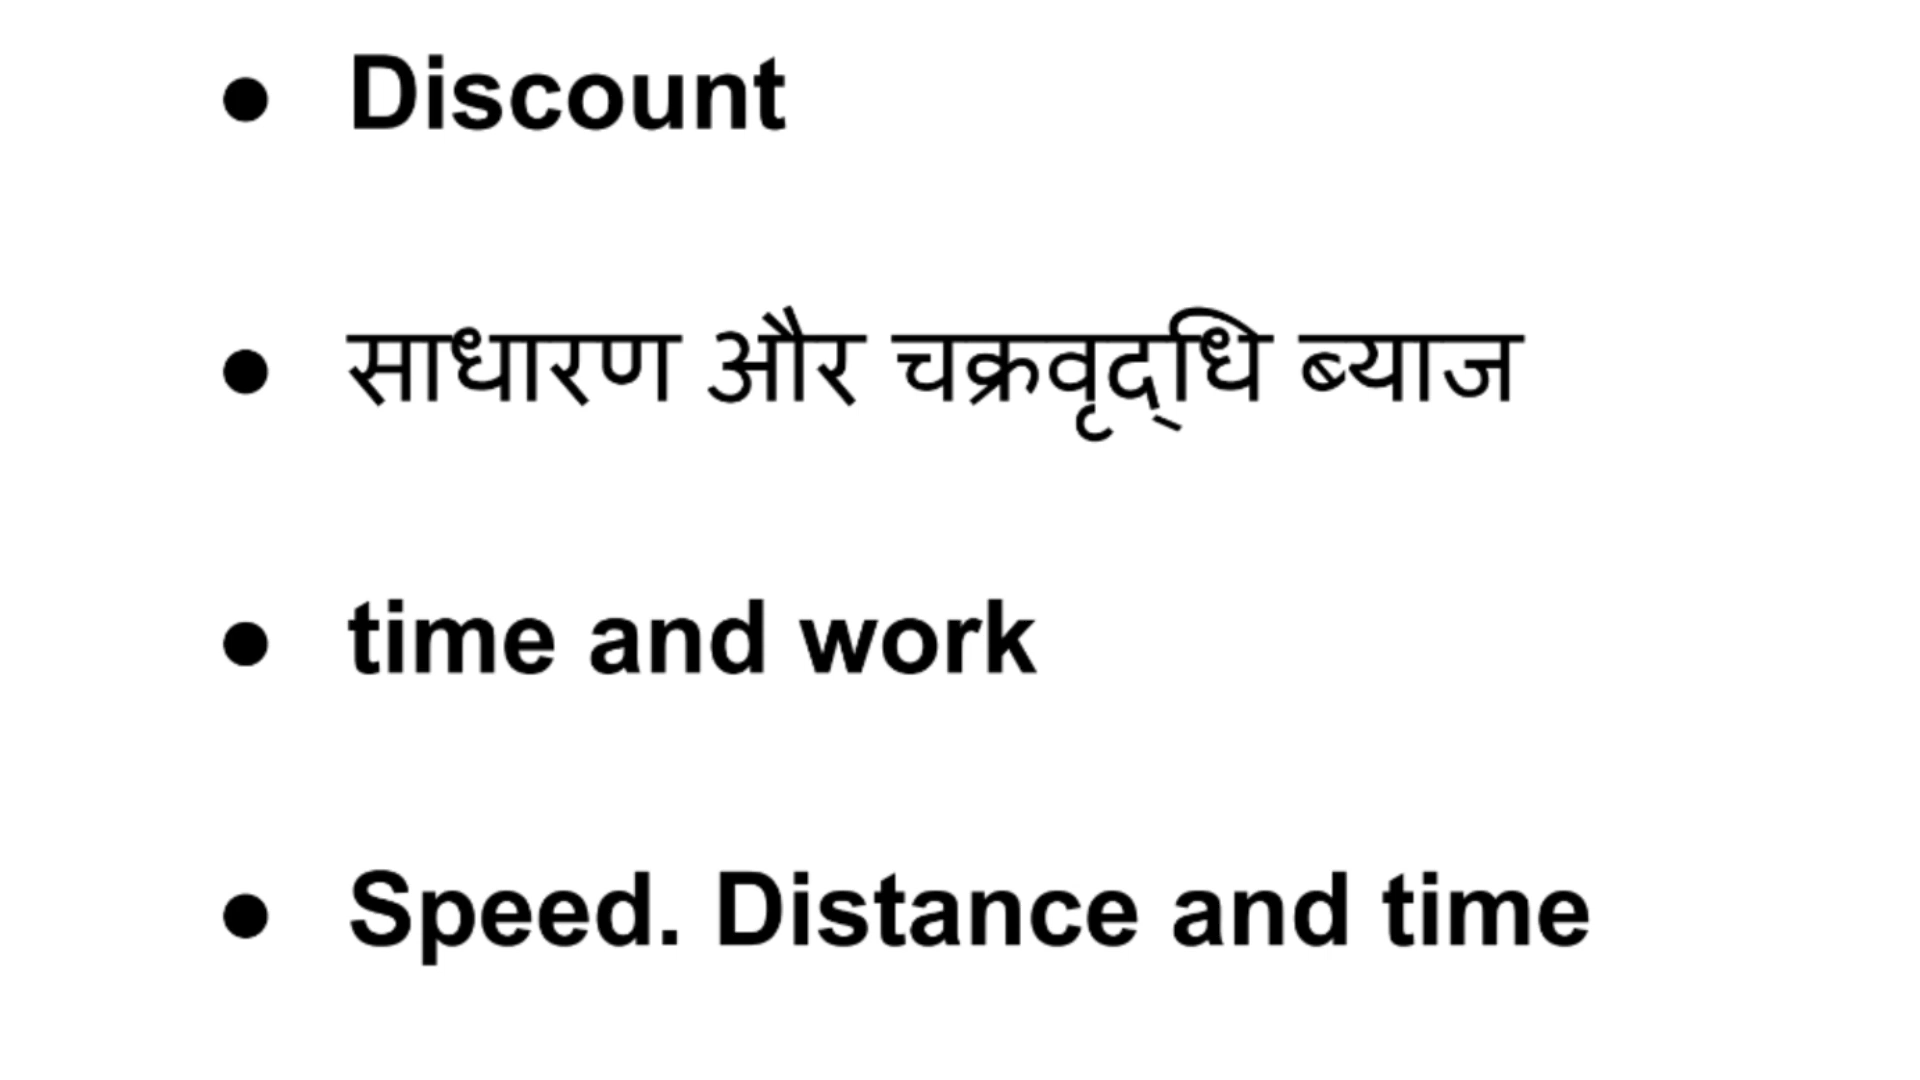 ● Discount
● साधारण और चक्रवृद्‌धि ब्याज
● time and work
● Speed. Distance and time